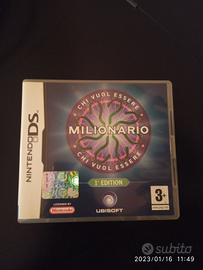 NINTENDO DS
CHI VUOL ESSERE
MILIONARIO
CHI VUOL ESSERE
1ª EDITION
LICENSED BY
Nintendo
UBISOFT
3+
subito
2023/01/16 11:49